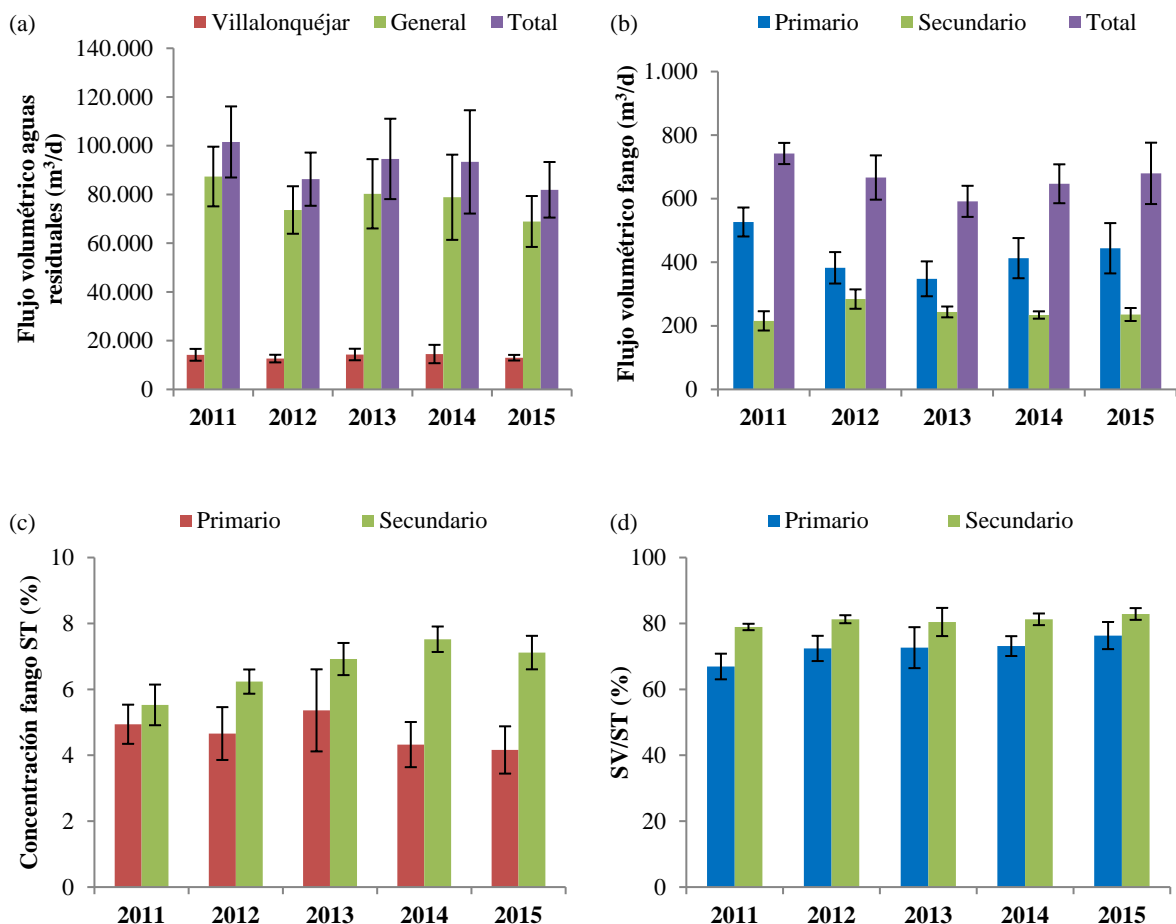 (a)
Villalonquéjar General Total
Flujo volumétrico aguas
residuales (m³/d)
140.000
120.000
100.000
80.000
60.000
40.000
20.000
0
2011 2012 2013 2014 2015
(b)
Primario Secundario Total
Flujo volumétrico fango (m³/d)
1.000
800
600
400
200
0
2011 2012 2013 2014 2015
(c)
Primario Secundario
Concentración fango ST (%)
10
8
6
4
2
0
2011 2012 2013 2014 2015
(d)
Primario Secundario
SV/ST (%)
100
80
60
40
20
0
2011 2012 2013 2014 2015